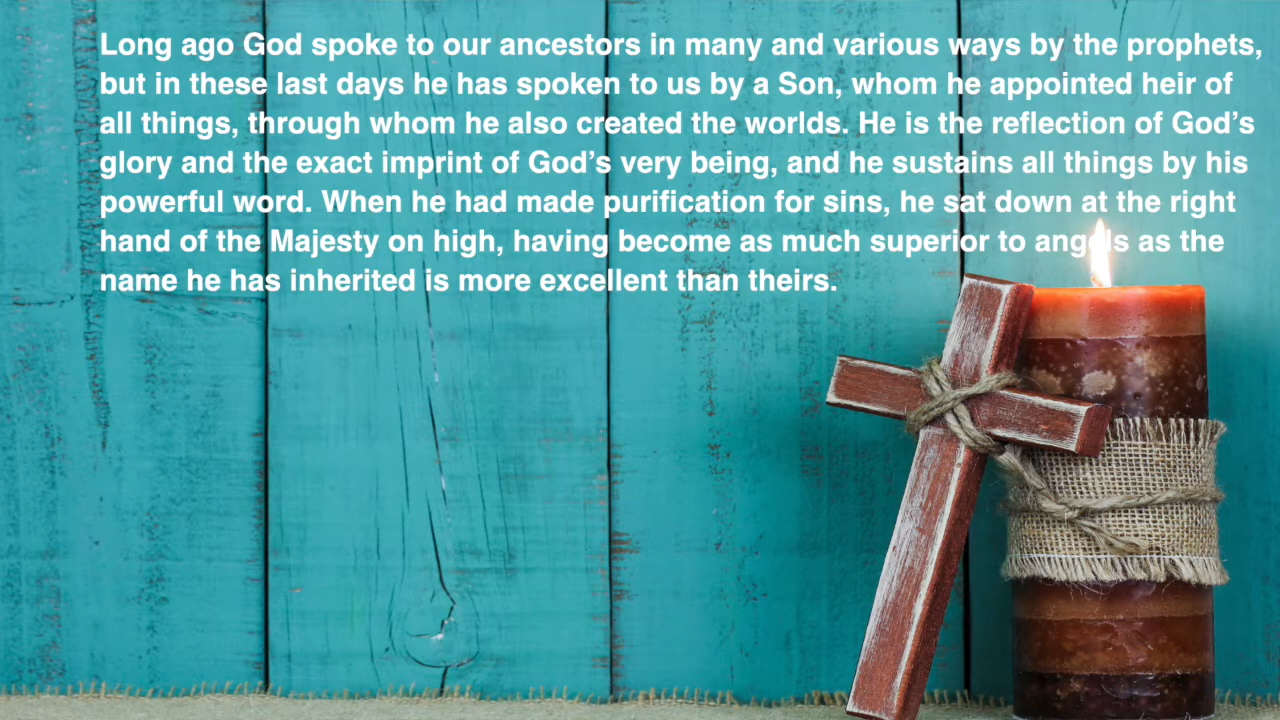 Long ago God spoke to our ancestors in many and various ways by the prophets,
but in these last days he has spoken to us by a Son, whom he appointed heir of
all things, through whom he also created the worlds. He is the reflection of God’s
glory and the exact imprint of God’s very being, and he sustains all things by his
powerful word. When he had made purification for sins, he sat down at the right
hand of the Majesty on high, having become as much superior to angels as the
name he has inherited is more excellent than theirs.